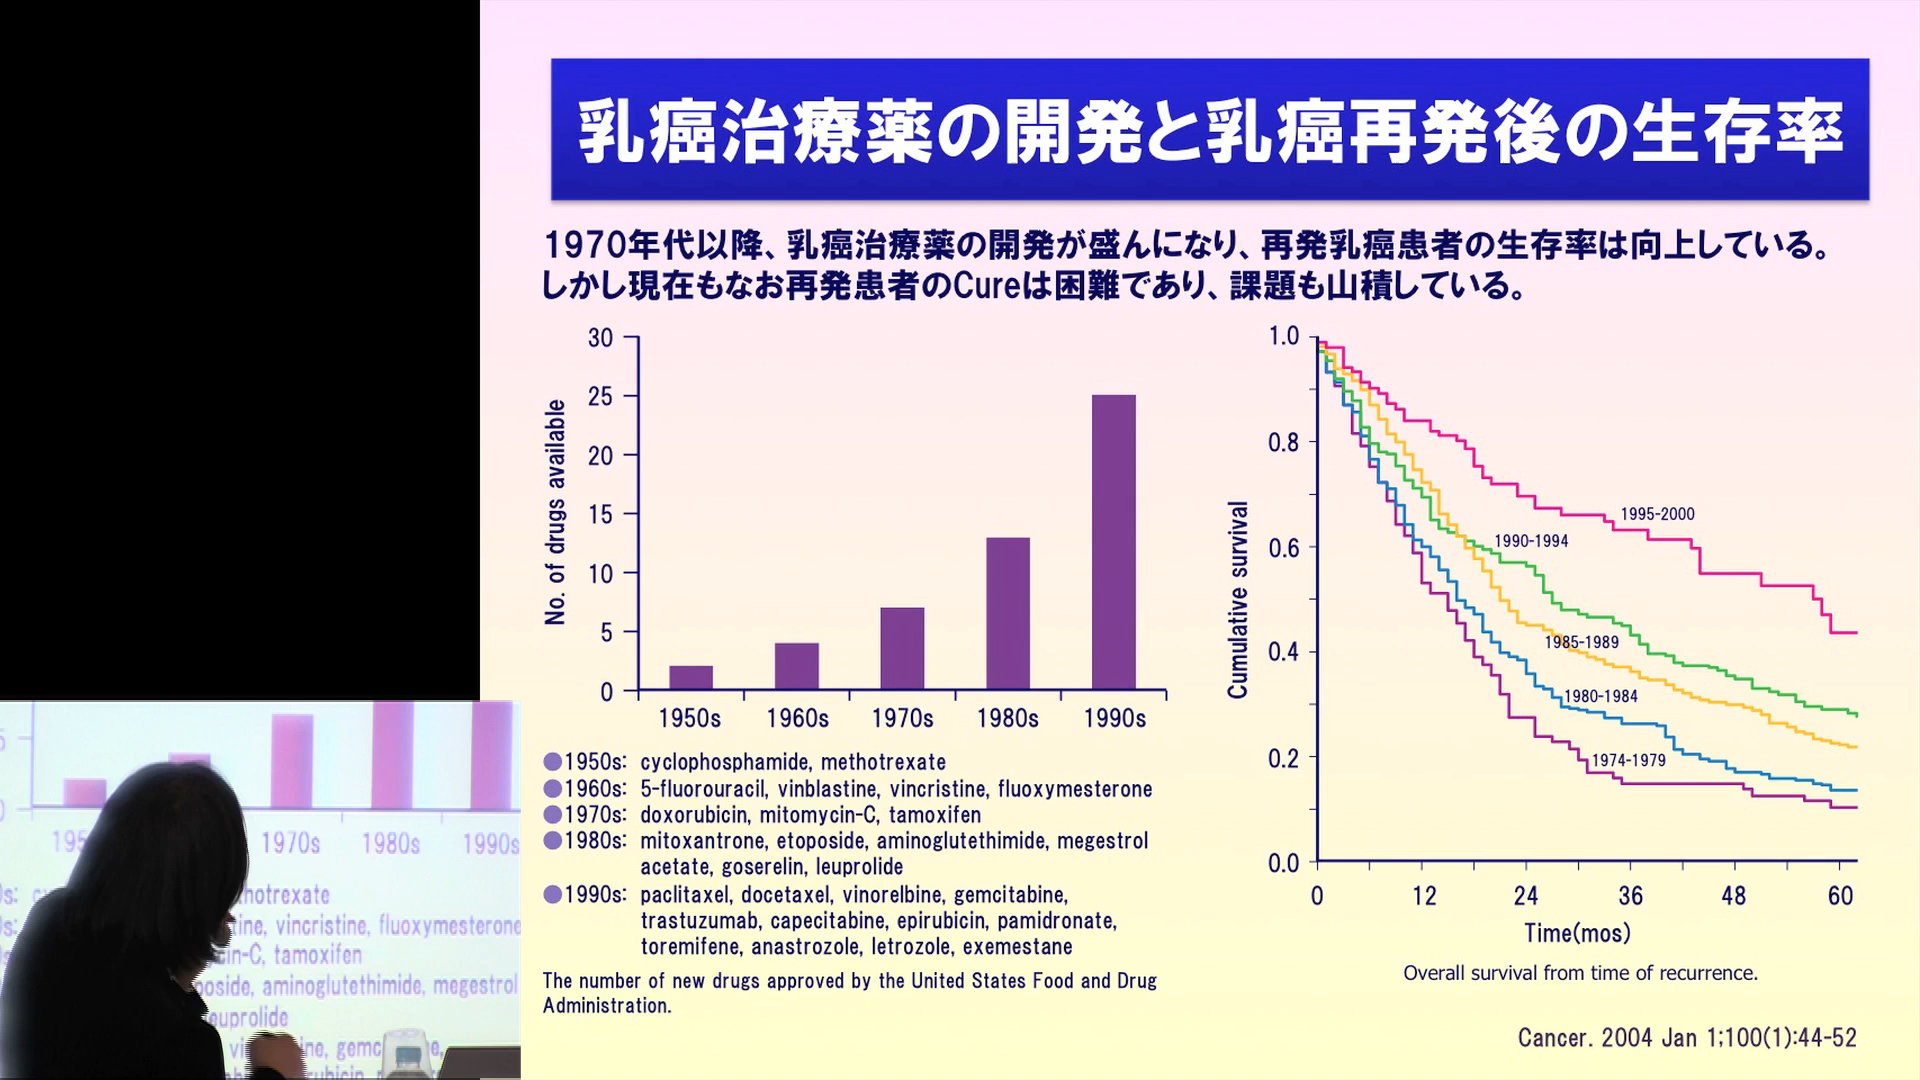 乳癌治療薬の開発と乳癌再発後の生存率
1970年代以降、乳癌治療薬の開発が盛んになり、再発乳癌患者の生存率は向上している。
しかし現在もなお再発患者のCureは困難であり、課題も山積している。
No. of drugs available
30
25
20
15
10
5
0
1950s 1960s 1970s 1980s 1990s
●1950s: cyclophosphamide, methotrexate
●1960s: 5-fluorouracil, vinblastine, vincristine, fluoxymesterone
●1970s: doxorubicin, mitomycin-C, tamoxifen
●1980s: mitoxantrone, etoposide, aminoglutethimide, megestrol
acetate, goserelin, leuprolide
●1990s: paclitaxel, docetaxel, vinorelbine, gemcitabine,
trastuzumab, capecitabine, epirubicin, pamidronate,
toremifene, anastrozole, letrozole, exemestane
The number of new drugs approved by the United States Food and Drug
Administration.
Cumulative survival
1.0
0.8
0.6
0.4
0.2
0.0
1995-2000
1990-1994
1985-1989
1980-1984
1974-1979
0 12 24 36 48 60
Time(mos)
Overall survival from time of recurrence.
Cancer. 2004 Jan 1;100(1):44-52
5
0
195 1970s 1980s 1990s
hotrexate
tine, vincristine, fluoxymesterone
cin-C, tamoxifen
poside, aminoglutethimide, megestrol
euprolide